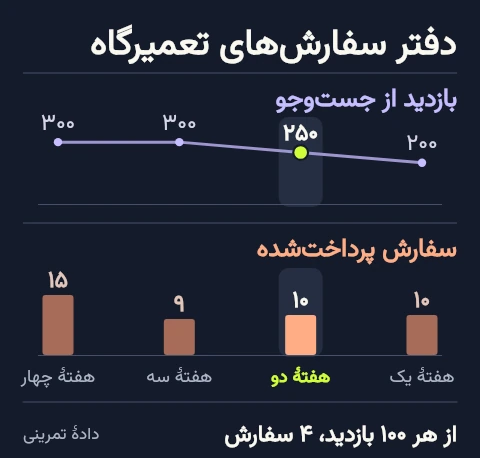 دفتر سفارش‌های تعمیرگاه
بازدید از جست‌وجو
۲۰۰ ۲۵۰ ۳۰۰ ۳۰۰
سفارش پرداخت‌شده
۱۰ ۱۰ ۹ ۱۵
هفتهٔ یک هفتهٔ دو هفتهٔ سه هفتهٔ چهار
از هر ۱۰۰ بازدید، ۴ سفارش
دادهٔ تمرینی